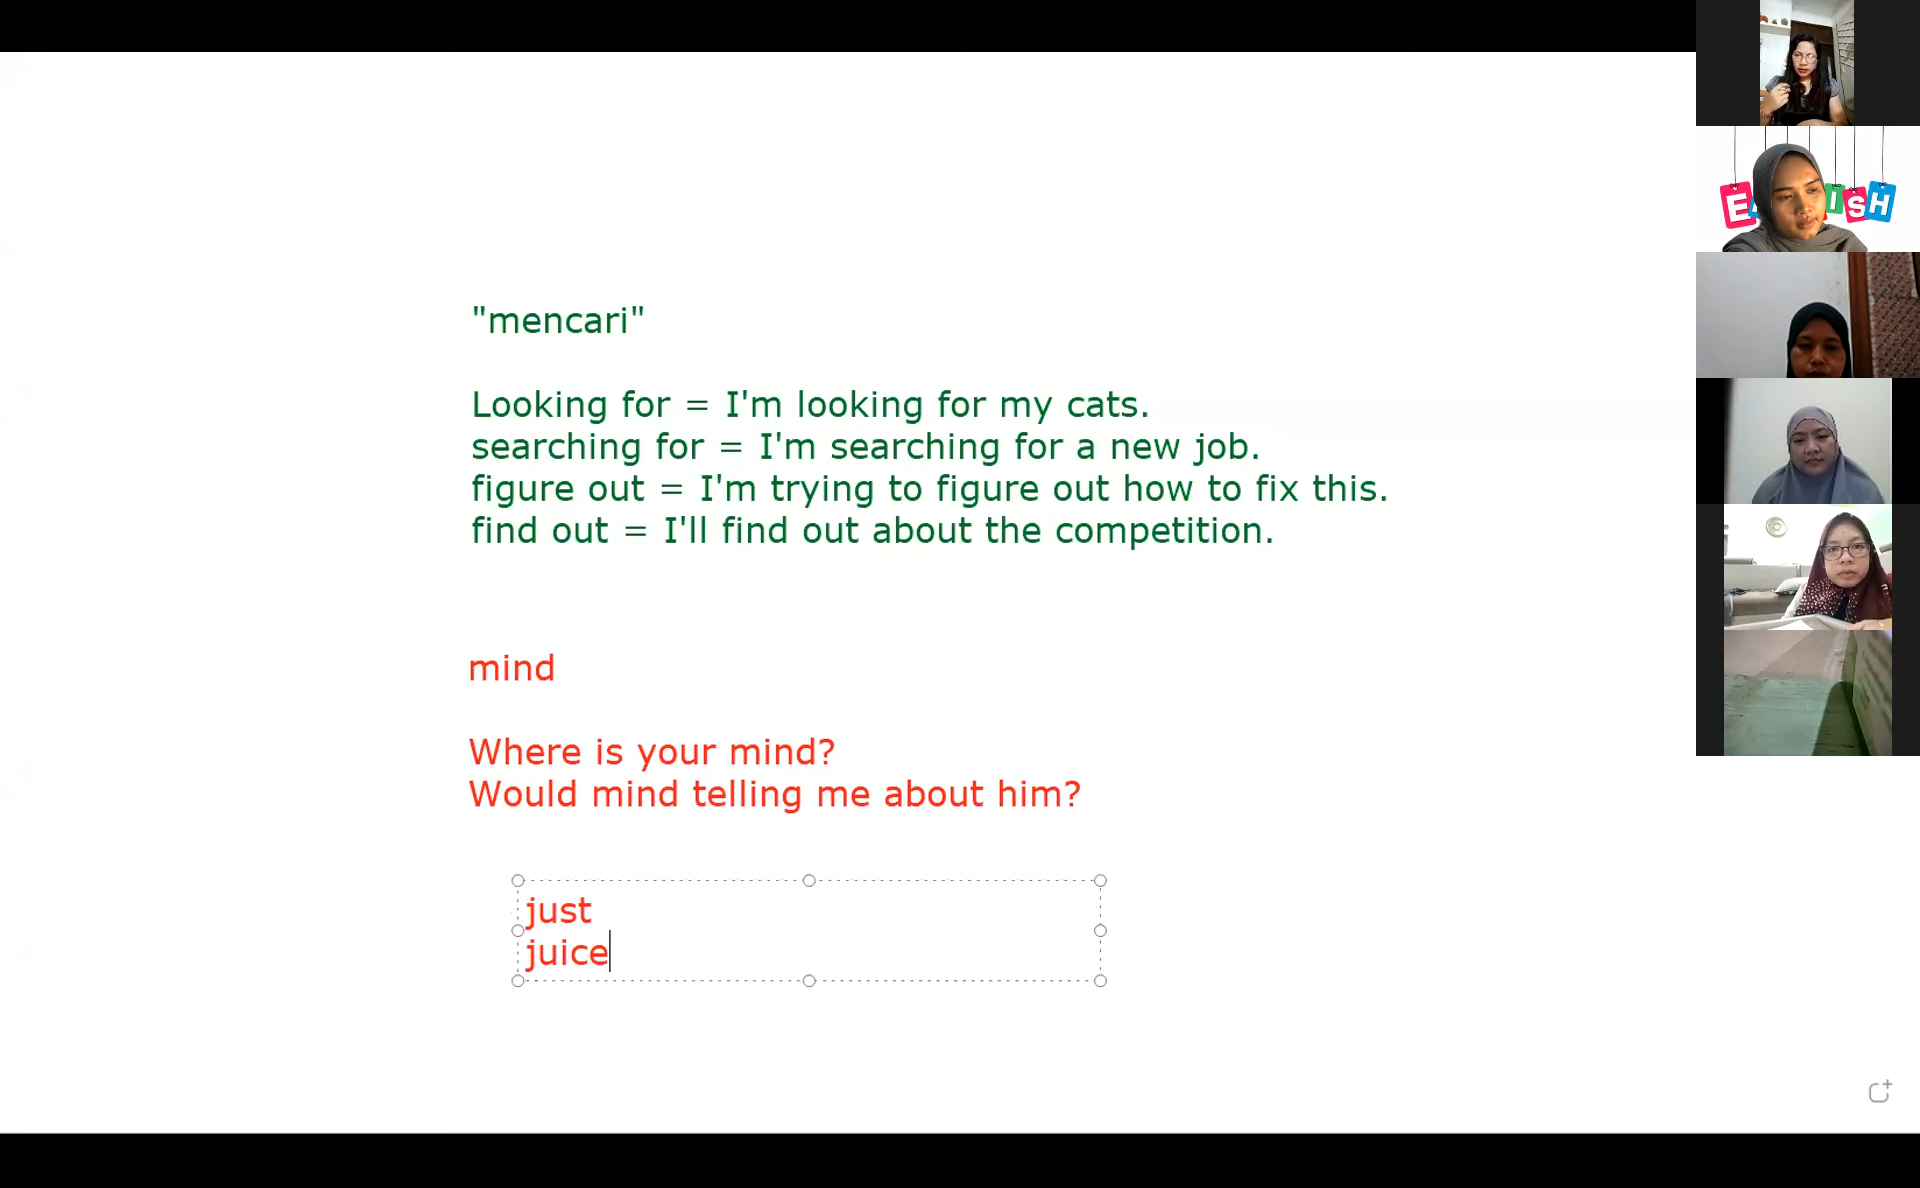 "mencari"
Looking for = I'm looking for my cats.
searching for = I'm searching for a new job.
figure out = I'm trying to figure out how to fix this.
find out = I'll find out about the competition.
mind
Where is your mind?
Would mind telling me about him?
just
juice
E ISH